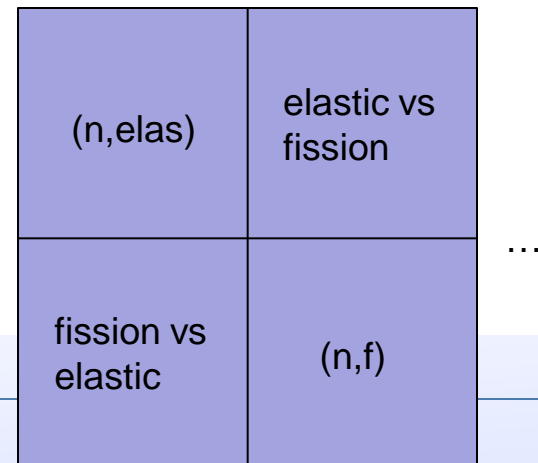 (n,elas)
elastic vs
fission
...
fission vs
elastic
(n,f)